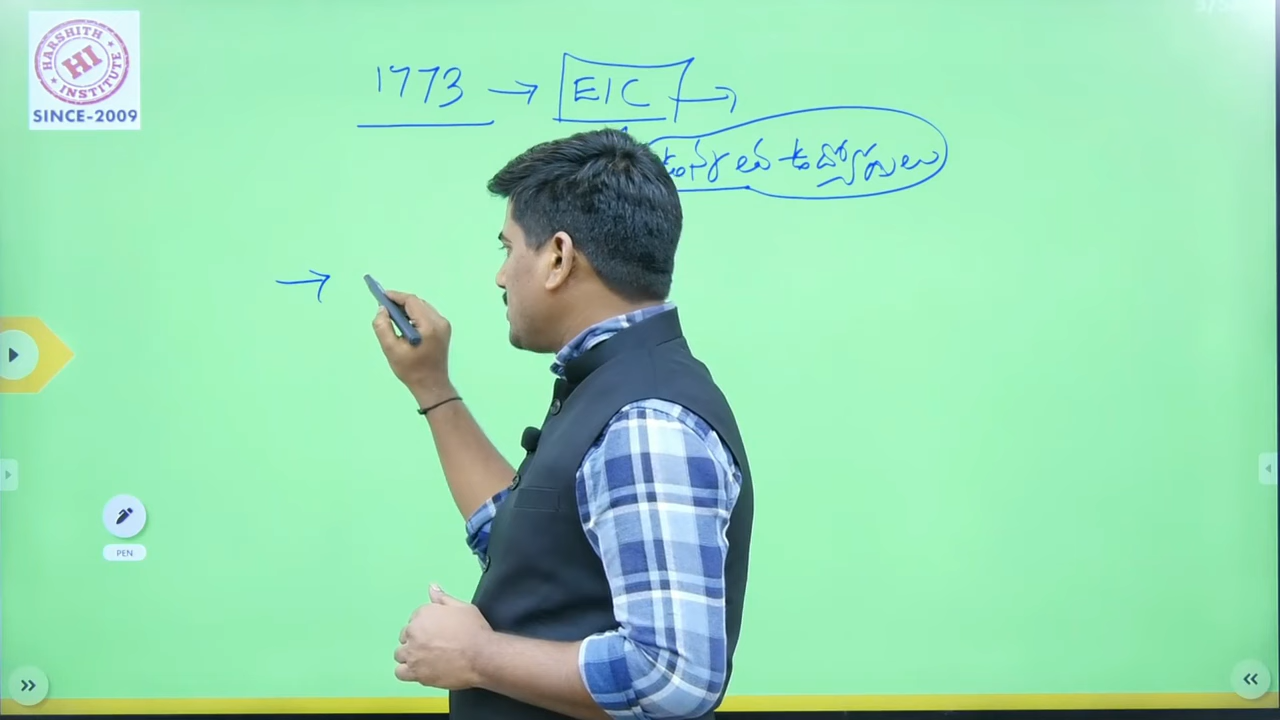 HARSHITH
HI
INSTITUTE
SINCE-2009
1773 → EIC →
ఉద్యోగులు
→
PEN